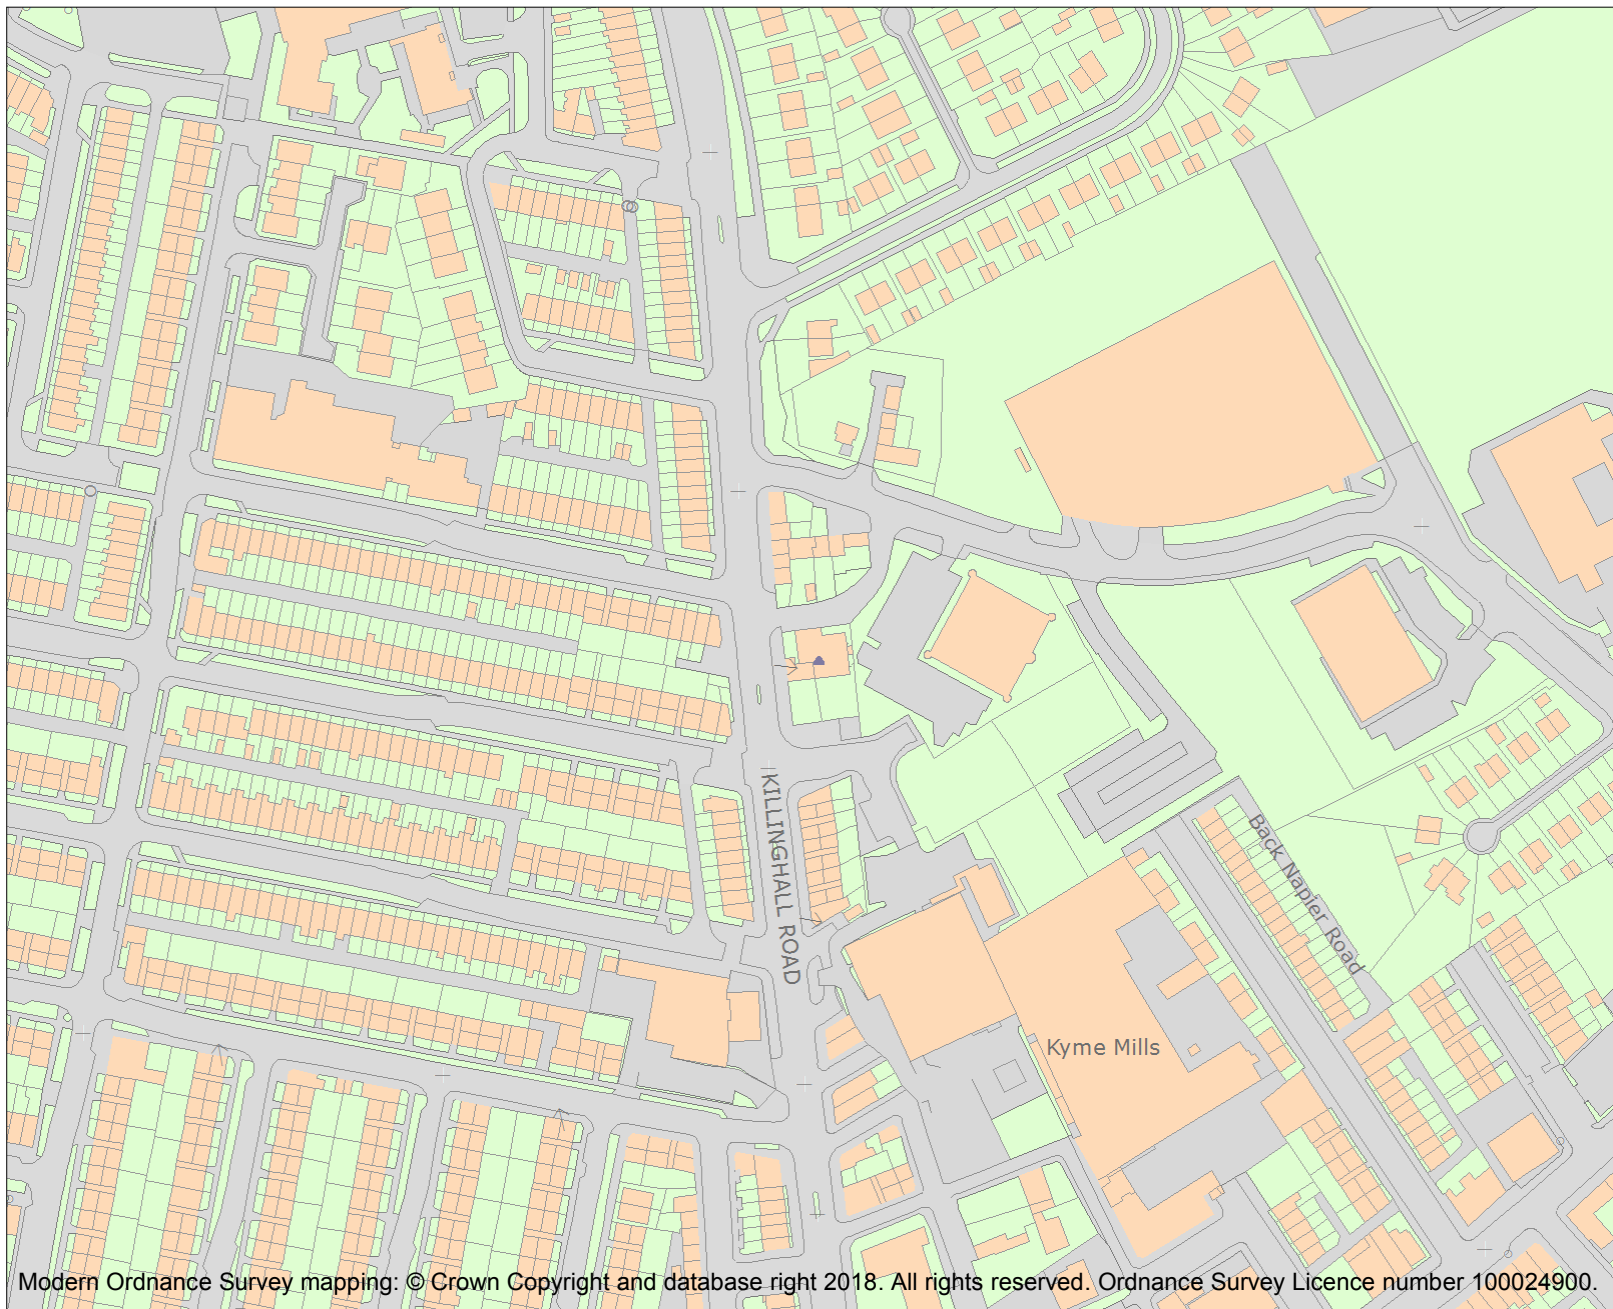 KILLINGHALL ROAD
Back Napier Road
Kyme Mills
Modern Ordnance Survey mapping: © Crown Copyright and database right 2018. All rights reserved. Ordnance Survey Licence number 100024900.